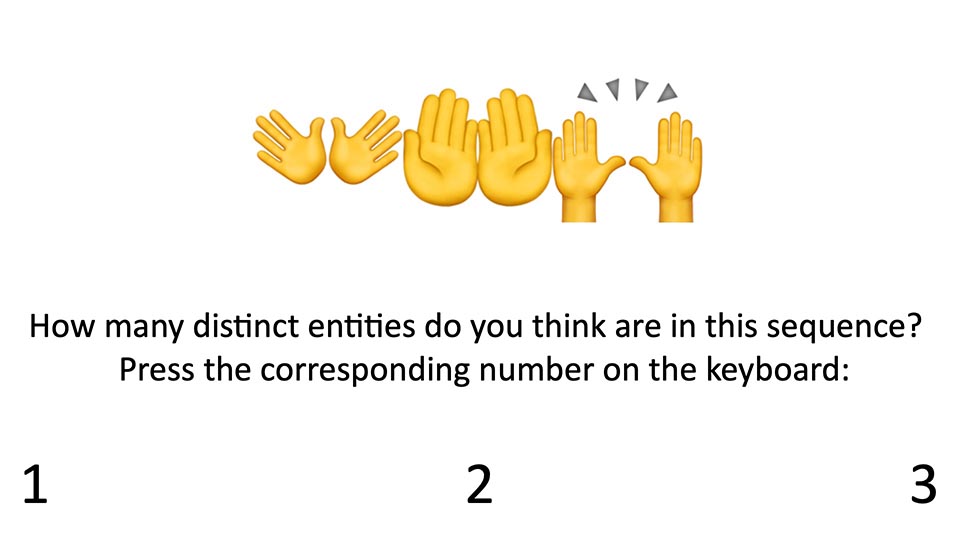 How many distinct entities do you think are in this sequence?
Press the corresponding number on the keyboard:
1 2 3